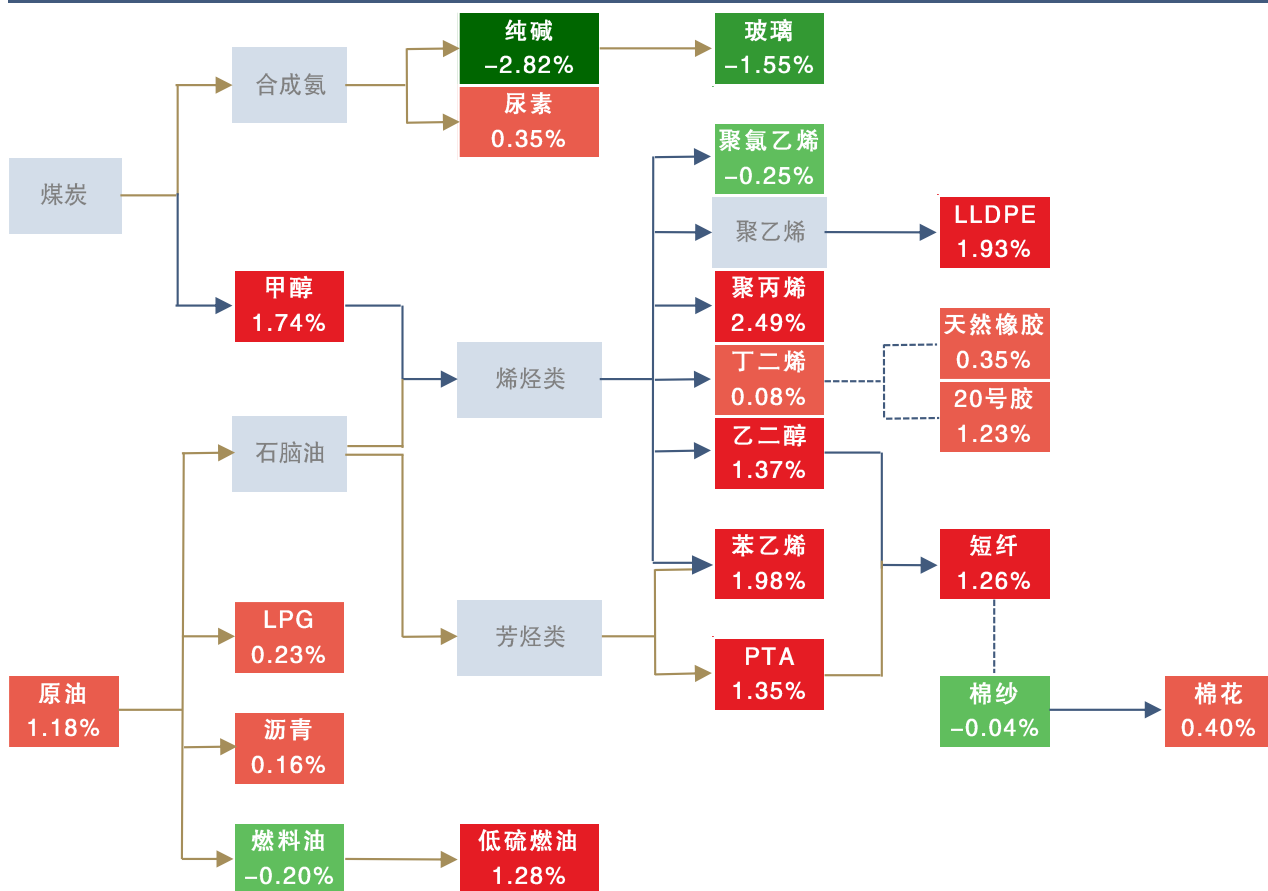 纯碱
-2.82%
玻璃
-1.55%
合成氨
尿素
0.35%
聚氯乙烯
-0.25%
煤炭
聚乙烯
LLDPE
1.93%
甲醇
1.74%
聚丙烯
2.49%
天然橡胶
0.35%
烯烃类
丁二烯
0.08%
20号胶
1.23%
石脑油
乙二醇
1.37%
苯乙烯
1.98%
短纤
1.26%
LPG
0.23%
芳烃类
PTA
1.35%
原油
1.18%
沥青
0.16%
棉纱
-0.04%
棉花
0.40%
燃料油
-0.20%
低硫燃油
1.28%